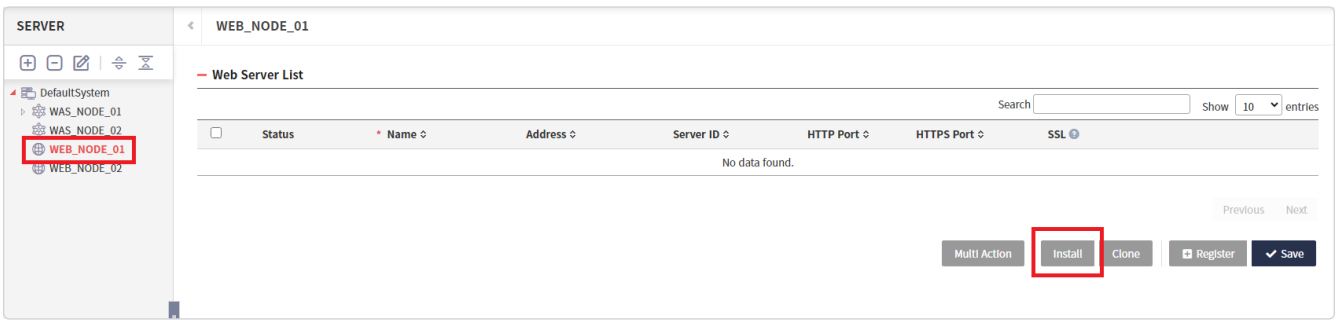 SERVER
WEB_NODE_01
DefaultSystem
WAS_NODE_01
WAS_NODE_02
WEB_NODE_01
WEB_NODE_02
Web Server List
Search Show 10 entries
Status * Name Address Server ID HTTP Port HTTPS Port SSL
No data found.
Previous Next
Multi Action Install Clone Register Save